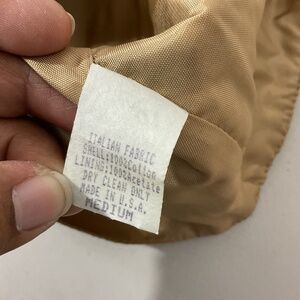 ITALIAN FABRIC
SHELL:100%Cotton
LINING:100%Acetate
DRY CLEAN ONLY
MADE IN U.S.A.
MEDIUM